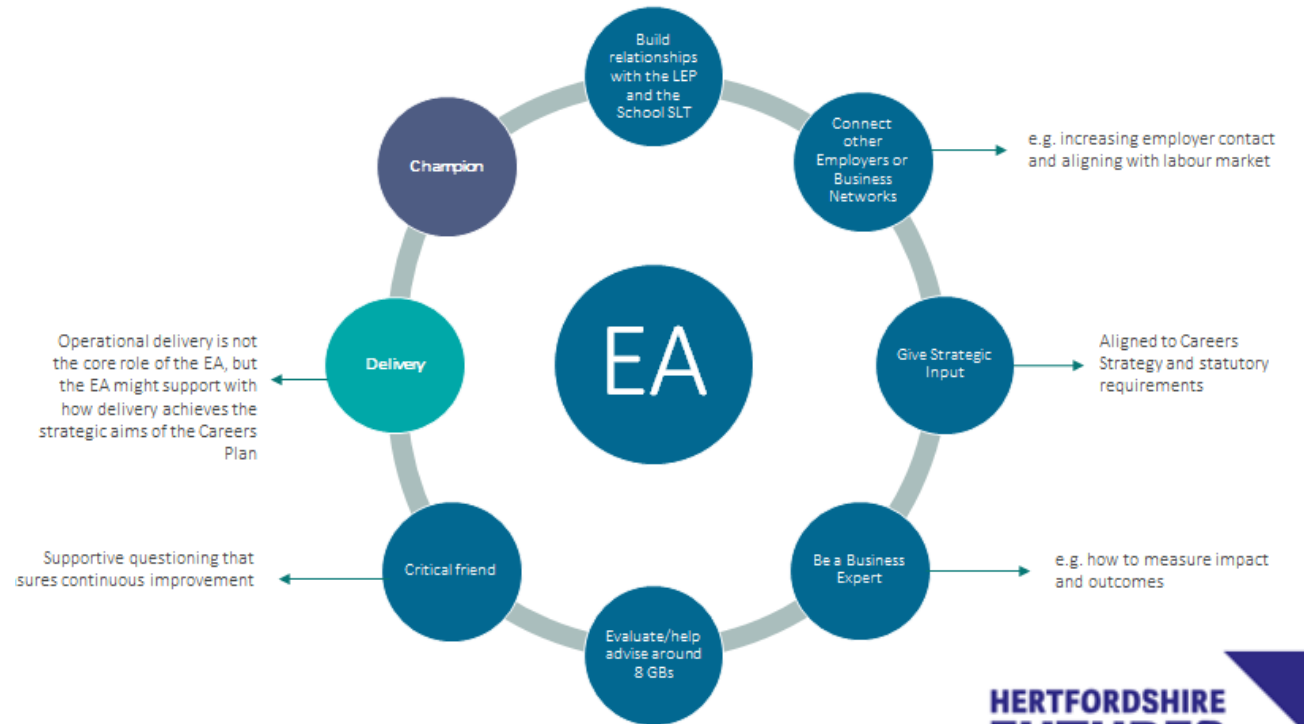 Build
relationships
with the LEP
and the
School SLT
Connect
other
Employers or
Business
Networks
e.g. increasing employer contact
and aligning with labour market
Champion
EA
Operational delivery is not
the core role of the EA, but
the EA might support with
how delivery achieves the
strategic aims of the Careers
Plan
Delivery
Give Strategic
Input
Aligned to Careers
Strategy and statutory
requirements
Supportive questioning that
sures continuous improvement
Critical friend
Be a Business
Expert
e.g. how to measure impact
and outcomes
Evaluate/help
advise around
8 GBs
HERTFORDSHIRE
FUTURES